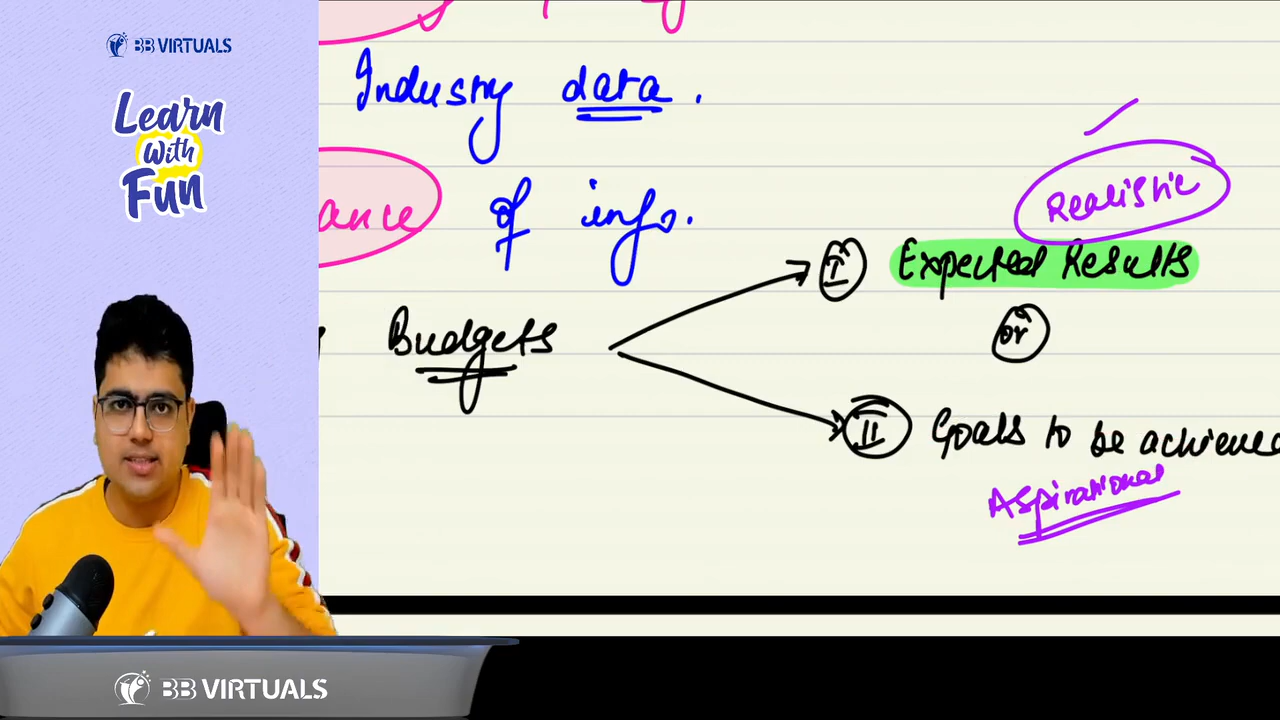 BB VIRTUALS
Learn
With
Fun
Industry data.
ance of info.
Realistic
I Expected Results
or
Budgets
II Goals to be achieved
Aspirational
BB VIRTUALS